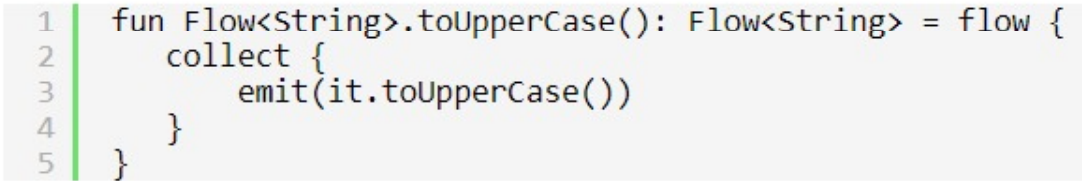 1 fun Flow<String>.toUpperCase(): Flow<String> = flow {
2 collect {
3 emit(it.toUpperCase())
4 }
5 }